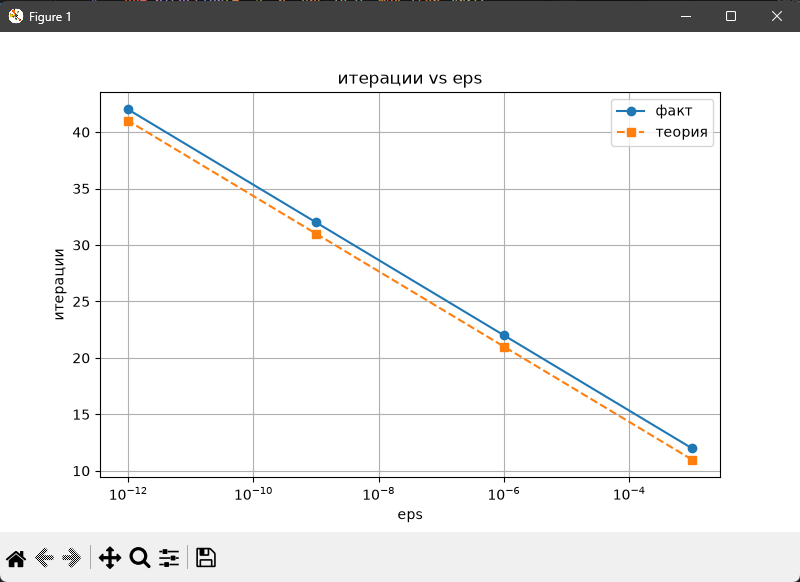 Figure 1
итерации vs eps
факт
теория
40
35
30
25
20
15
10
итерации
10⁻¹² 10⁻¹⁰ 10⁻⁸ 10⁻⁶ 10⁻⁴
eps